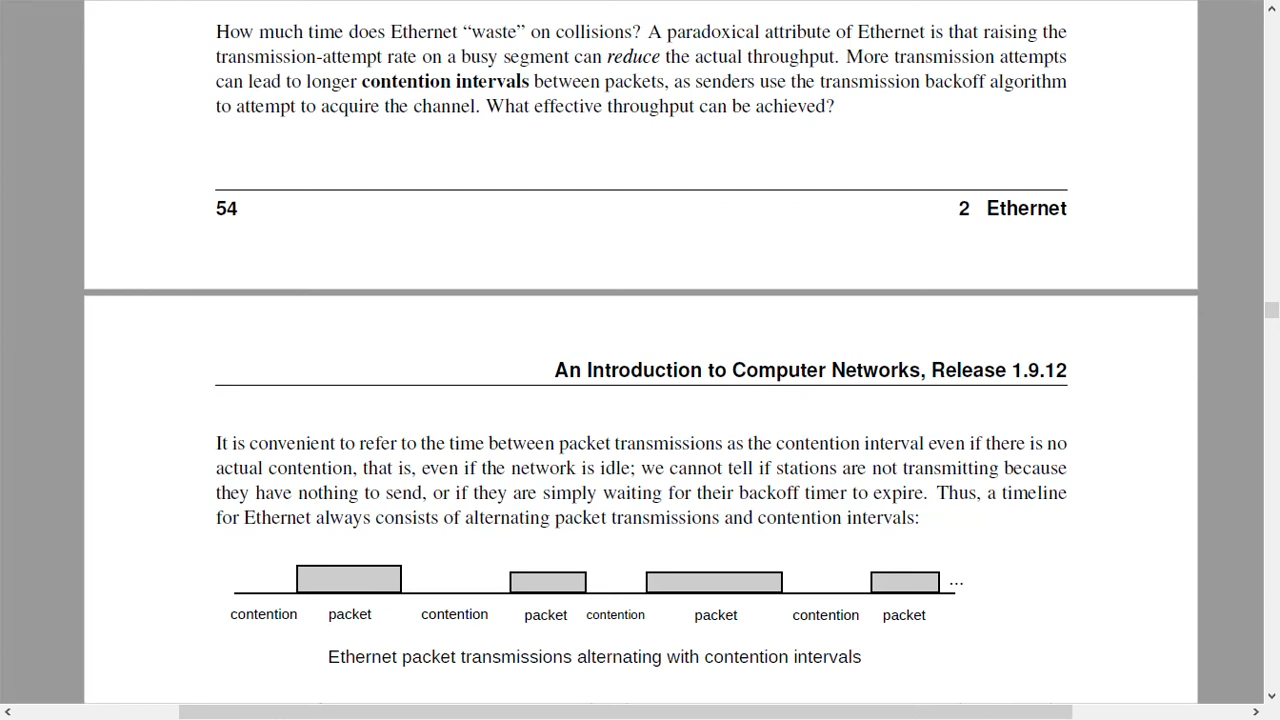 How much time does Ethernet “waste” on collisions? A paradoxical attribute of Ethernet is that raising the
transmission-attempt rate on a busy segment can reduce the actual throughput. More transmission attempts
can lead to longer contention intervals between packets, as senders use the transmission backoff algorithm
to attempt to acquire the channel. What effective throughput can be achieved?
54 2 Ethernet
An Introduction to Computer Networks, Release 1.9.12
It is convenient to refer to the time between packet transmissions as the contention interval even if there is no
actual contention, that is, even if the network is idle; we cannot tell if stations are not transmitting because
they have nothing to send, or if they are simply waiting for their backoff timer to expire. Thus, a timeline
for Ethernet always consists of alternating packet transmissions and contention intervals:
...
contention packet contention packet contention packet contention packet
Ethernet packet transmissions alternating with contention intervals